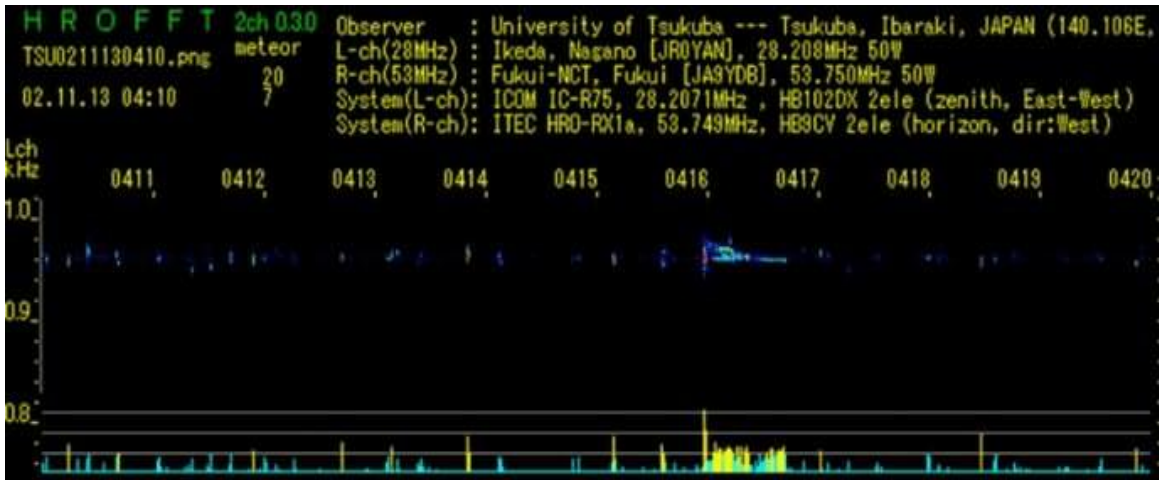 H R O F F T 2ch 0.3.0
TSU0211130410.png meteor
20
02.11.13 04:10 7
Observer : University of Tsukuba --- Tsukuba, Ibaraki, JAPAN (140.106E,
L-ch(28MHz) : Ikeda, Nagano [JR0YAN], 28.208MHz 50W
R-ch(53MHz) : Fukui-NCT, Fukui [JA9YDB], 53.750MHz 50W
System(L-ch): ICOM IC-R75, 28.2071MHz , HB102DX 2ele (zenith, East-West)
System(R-ch): ITEC HRO-RX1a, 53.749MHz, HB9CV 2ele (horizon, dir:West)
Lch
kHz
0411 0412 0413 0414 0415 0416 0417 0418 0419 0420
1.0
0.9
0.8